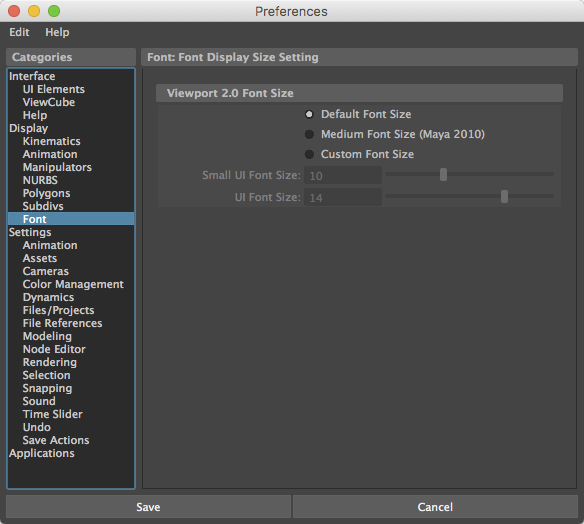 Preferences
Edit Help
Categories
Interface
UI Elements
ViewCube
Help
Display
Kinematics
Animation
Manipulators
NURBS
Polygons
Subdivs
Font
Settings
Animation
Assets
Cameras
Color Management
Dynamics
Files/Projects
File References
Modeling
Node Editor
Rendering
Selection
Snapping
Sound
Time Slider
Undo
Save Actions
Applications
Font: Font Display Size Setting
Viewport 2.0 Font Size
Default Font Size
Medium Font Size (Maya 2010)
Custom Font Size
Small UI Font Size: 10
UI Font Size: 14
Save
Cancel